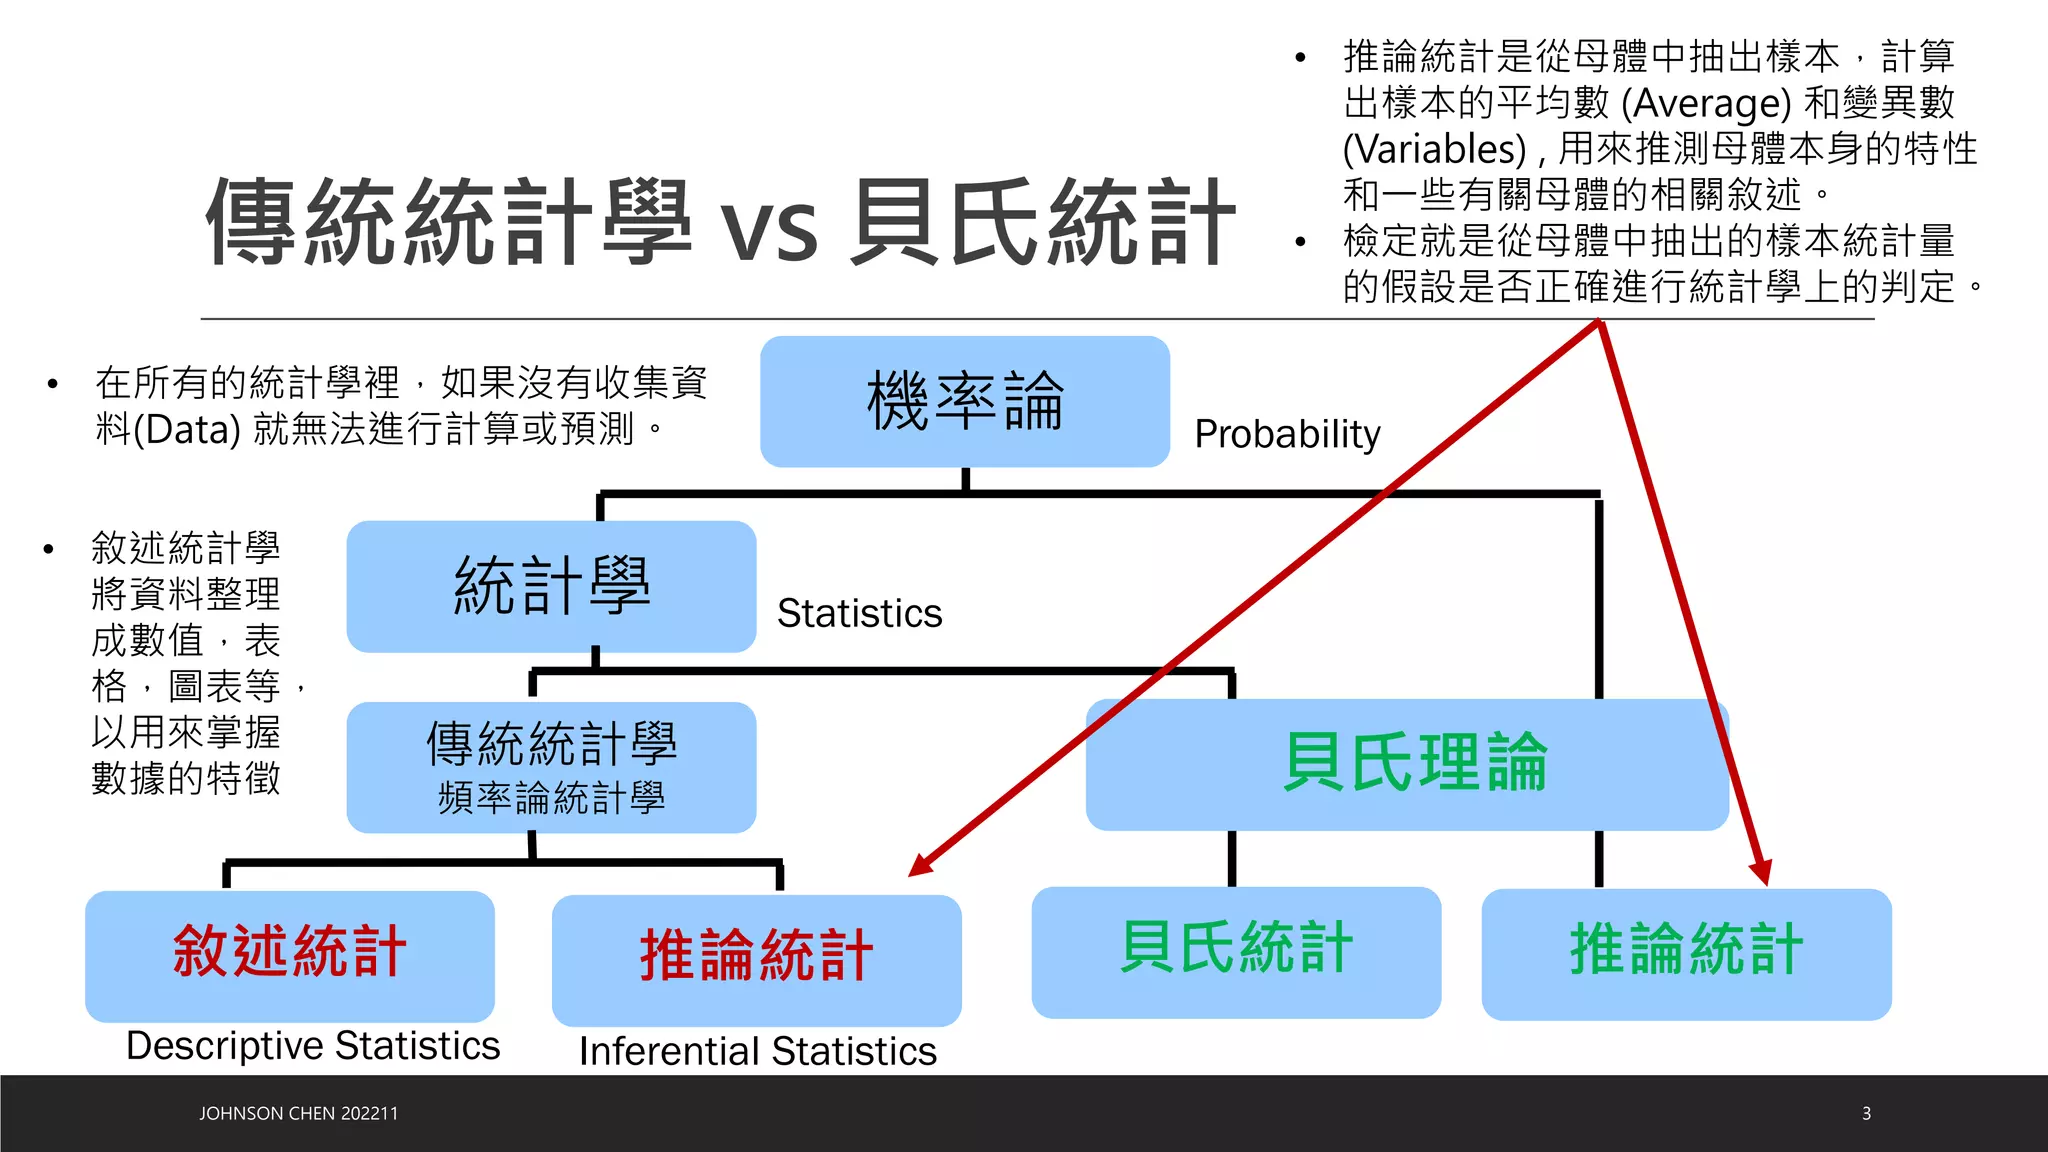 • 推論統計是從母體中抽出樣本，計算
出樣本的平均數 (Average) 和變異數
(Variables) , 用來推測母體本身的特性
和一些有關母體的相關敘述。
• 檢定就是從母體中抽出的樣本統計量
的假設是否正確進行統計學上的判定。
傳統統計學 vs 貝氏統計
• 在所有的統計學裡，如果沒有收集資
料(Data) 就無法進行計算或預測。
機率論
Probability
• 敘述統計學
將資料整理
成數值，表
格，圖表等，
以用來掌握
數據的特徵
統計學
Statistics
傳統統計學
頻率論統計學
貝氏理論
敘述統計
推論統計
貝氏統計
推論統計
Descriptive Statistics
Inferential Statistics
JOHNSON CHEN 202211
3